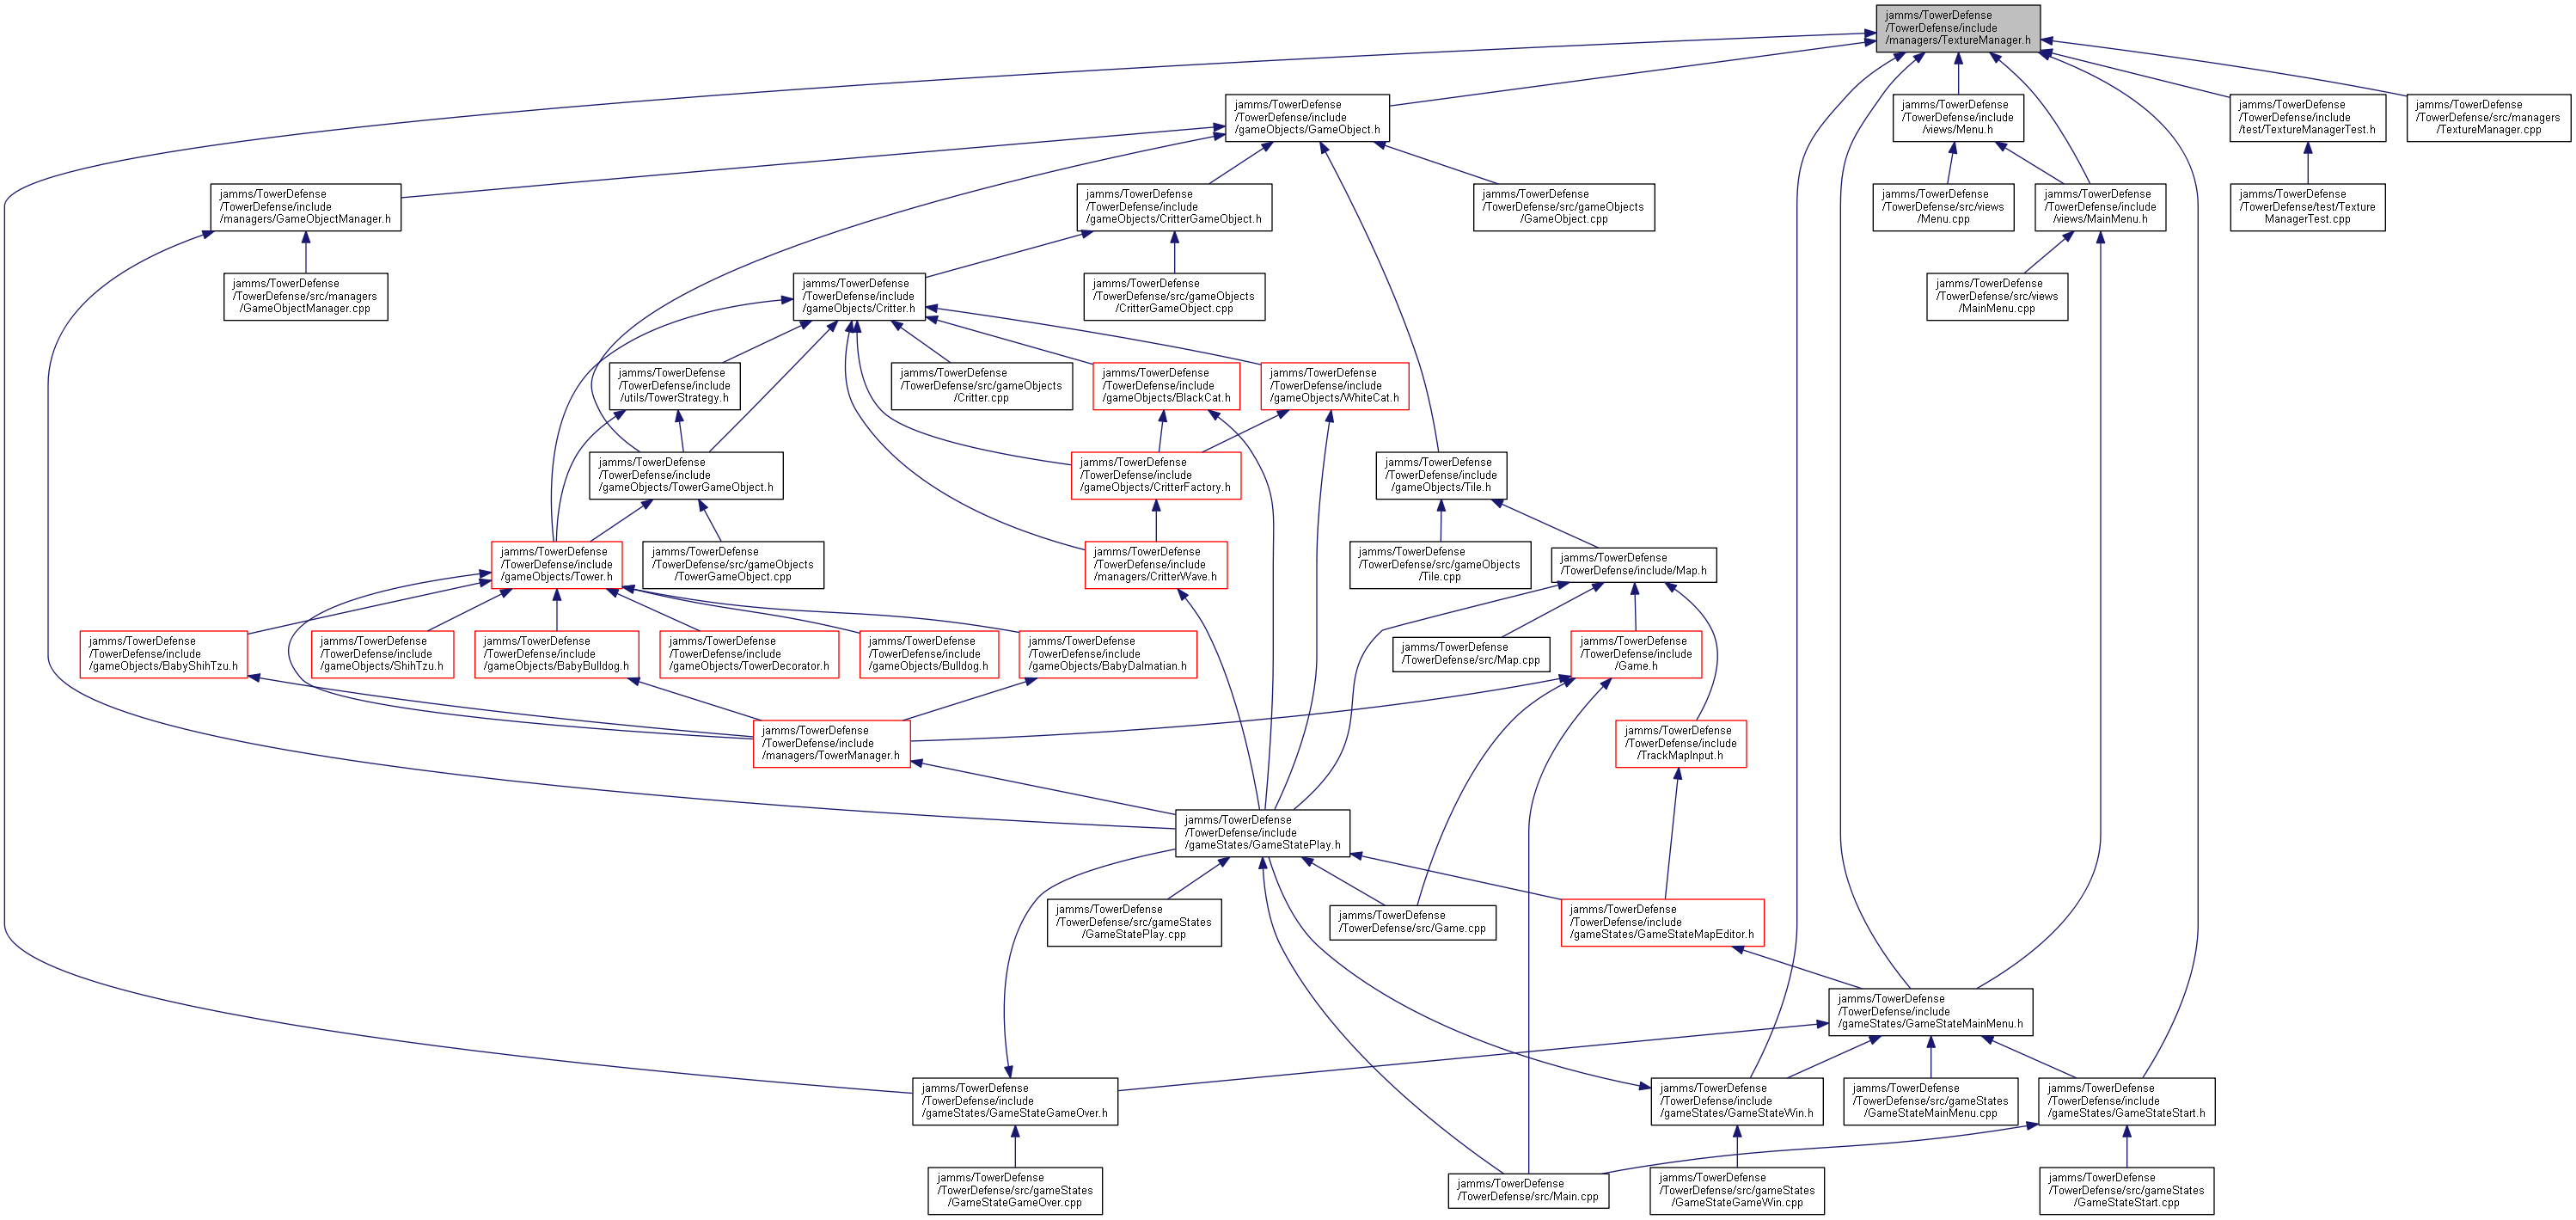 jamms/TowerDefense
/TowerDefense/include
/managers/TextureManager.h
jamms/TowerDefense
/TowerDefense/include
/gameObjects/GameObject.h
jamms/TowerDefense
/TowerDefense/include
/views/Menu.h
jamms/TowerDefense
/TowerDefense/include
/test/TextureManagerTest.h
jamms/TowerDefense
/TowerDefense/src/managers
/TextureManager.cpp
jamms/TowerDefense
/TowerDefense/include
/managers/GameObjectManager.h
jamms/TowerDefense
/TowerDefense/include
/gameObjects/CritterGameObject.h
jamms/TowerDefense
/TowerDefense/src/gameObjects
/GameObject.cpp
jamms/TowerDefense
/TowerDefense/src/views
/Menu.cpp
jamms/TowerDefense
/TowerDefense/include
/views/MainMenu.h
jamms/TowerDefense
/TowerDefense/test/Texture
ManagerTest.cpp
jamms/TowerDefense
/TowerDefense/src/managers
/GameObjectManager.cpp
jamms/TowerDefense
/TowerDefense/include
/gameObjects/Critter.h
jamms/TowerDefense
/TowerDefense/src/gameObjects
/CritterGameObject.cpp
jamms/TowerDefense
/TowerDefense/src/views
/MainMenu.cpp
jamms/TowerDefense
/TowerDefense/include
/utils/TowerStrategy.h
jamms/TowerDefense
/TowerDefense/src/gameObjects
/Critter.cpp
jamms/TowerDefense
/TowerDefense/include
/gameObjects/BlackCat.h
jamms/TowerDefense
/TowerDefense/include
/gameObjects/WhiteCat.h
jamms/TowerDefense
/TowerDefense/include
/gameObjects/TowerGameObject.h
jamms/TowerDefense
/TowerDefense/include
/gameObjects/CritterFactory.h
jamms/TowerDefense
/TowerDefense/include
/gameObjects/Tile.h
jamms/TowerDefense
/TowerDefense/include
/gameObjects/Tower.h
jamms/TowerDefense
/TowerDefense/src/gameObjects
/TowerGameObject.cpp
jamms/TowerDefense
/TowerDefense/include
/managers/CritterWave.h
jamms/TowerDefense
/TowerDefense/src/gameObjects
/Tile.cpp
jamms/TowerDefense
/TowerDefense/include/Map.h
jamms/TowerDefense
/TowerDefense/include
/gameObjects/BabyShihTzu.h
jamms/TowerDefense
/TowerDefense/include
/gameObjects/ShihTzu.h
jamms/TowerDefense
/TowerDefense/include
/gameObjects/BabyBulldog.h
jamms/TowerDefense
/TowerDefense/include
/gameObjects/TowerDecorator.h
jamms/TowerDefense
/TowerDefense/include
/gameObjects/Bulldog.h
jamms/TowerDefense
/TowerDefense/include
/gameObjects/BabyDalmatian.h
jamms/TowerDefense
/TowerDefense/src/Map.cpp
jamms/TowerDefense
/TowerDefense/include
/Game.h
jamms/TowerDefense
/TowerDefense/include
/managers/TowerManager.h
jamms/TowerDefense
/TowerDefense/include
/TrackMapInput.h
jamms/TowerDefense
/TowerDefense/include
/gameStates/GameStatePlay.h
jamms/TowerDefense
/TowerDefense/src/gameStates
/GameStatePlay.cpp
jamms/TowerDefense
/TowerDefense/src/Game.cpp
jamms/TowerDefense
/TowerDefense/include
/gameStates/GameStateMapEditor.h
jamms/TowerDefense
/TowerDefense/include
/gameStates/GameStateMainMenu.h
jamms/TowerDefense
/TowerDefense/include
/gameStates/GameStateGameOver.h
jamms/TowerDefense
/TowerDefense/include
/gameStates/GameStateWin.h
jamms/TowerDefense
/TowerDefense/src/gameStates
/GameStateMainMenu.cpp
jamms/TowerDefense
/TowerDefense/include
/gameStates/GameStateStart.h
jamms/TowerDefense
/TowerDefense/src/gameStates
/GameStateGameOver.cpp
jamms/TowerDefense
/TowerDefense/src/Main.cpp
jamms/TowerDefense
/TowerDefense/src/gameStates
/GameStateGameWin.cpp
jamms/TowerDefense
/TowerDefense/src/gameStates
/GameStateStart.cpp